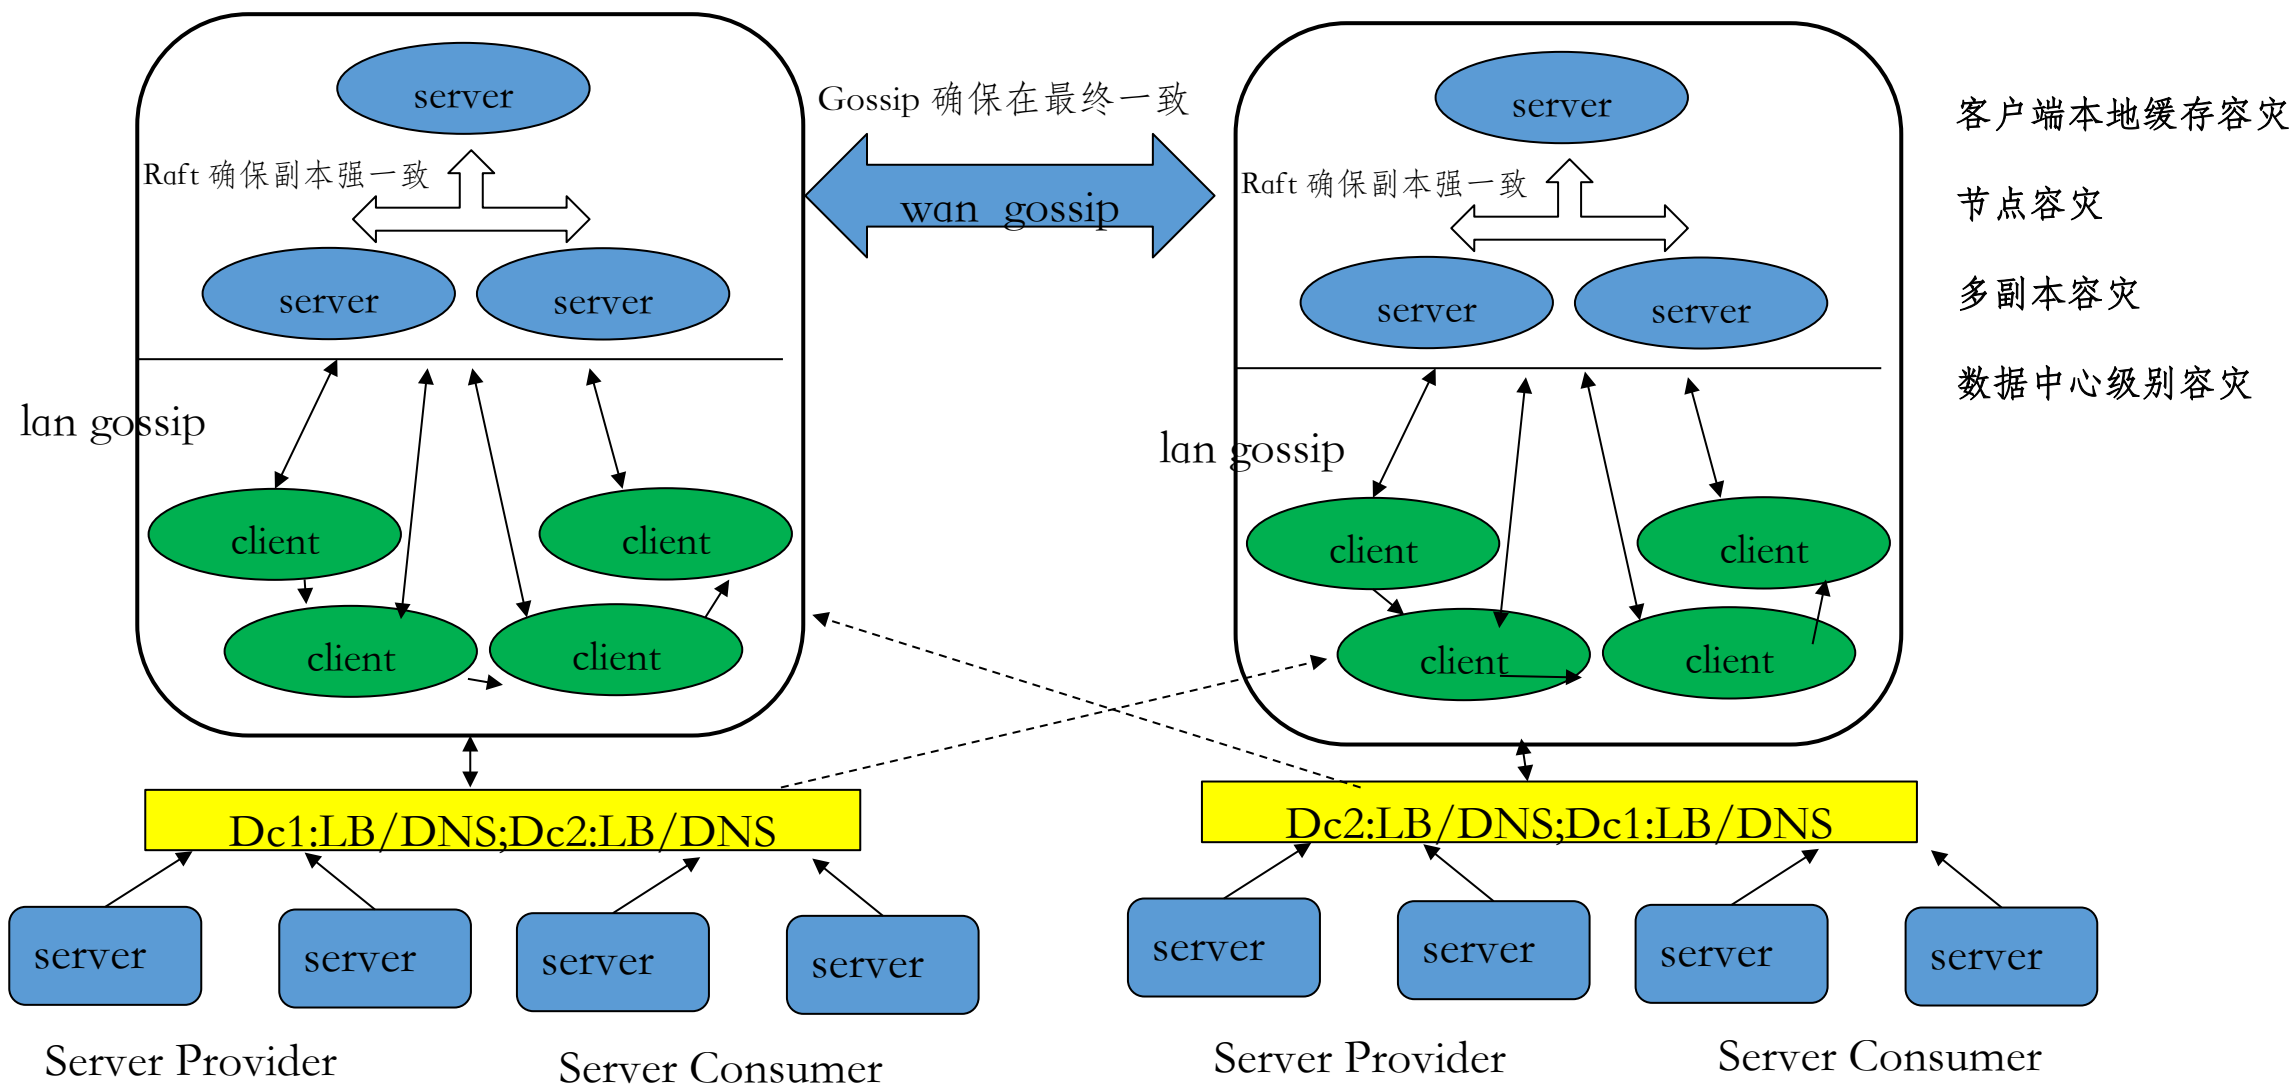 server
Raft 确保副本强一致
server
server
lan gossip
client
client
client
client
Gossip 确保在最终一致
wan gossip
server
Raft 确保副本强一致
server
server
lan gossip
client
client
client
client
客户端本地缓存容灾
节点容灾
多副本容灾
数据中心级别容灾
Dc1:LB/DNS;Dc2:LB/DNS
Dc2:LB/DNS;Dc1:LB/DNS
server
server
server
server
server
server
server
server
Server Provider
Server Consumer
Server Provider
Server Consumer